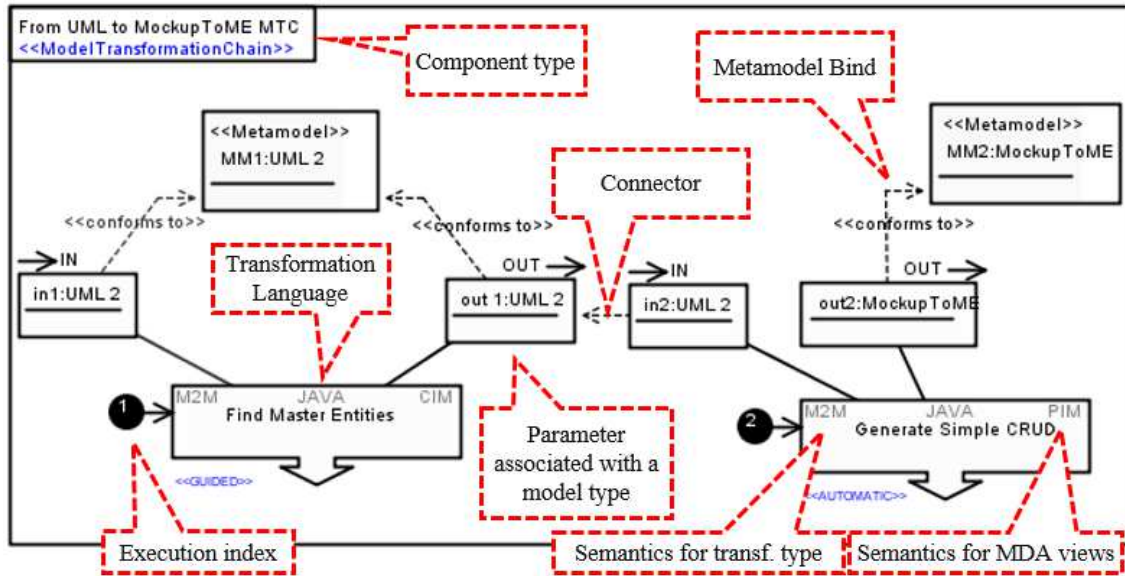 From UML to MockupToME MTC
<<ModelTransformationChain>>
Component type
Metamodel Bind
<<Metamodel>>
MM1:UML 2
<<Metamodel>>
MM2:MockupToME
Connector
<<conforms to>>
<<conforms to>>
<<conforms to>>
IN
Transformation
Language
OUT
IN
OUT
in1:UML 2
out 1:UML 2
in2:UML 2
out2:MockupToME
M2M JAVA CIM
Find Master Entities
1
<<GUIDED>>
Parameter
associated with a
model type
M2M JAVA PIM
Generate Simple CRUD
2
<<AUTOMATIC>>
Execution index
Semantics for transf. type
Semantics for MDA views